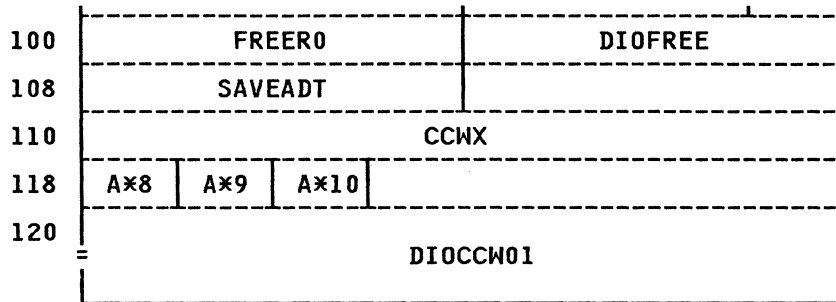 100 FREER0 DIOFREE
108 SAVEADT
110 CCWX
118 A*8 A*9 A*10
120
= DIOCCW01